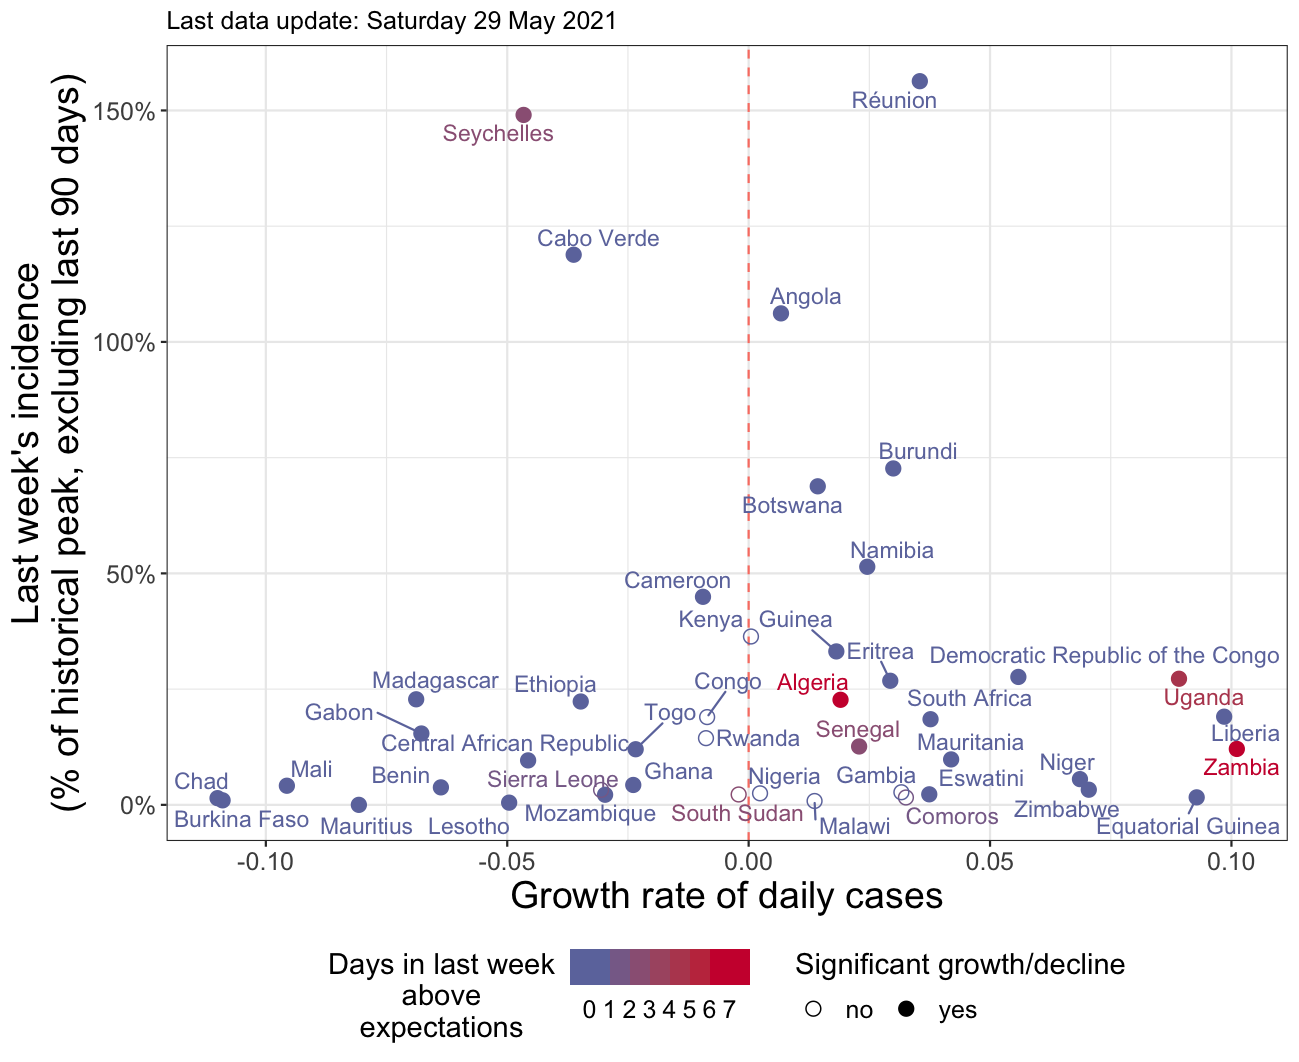 Last data update: Saturday 29 May 2021
Last week's incidence
(% of historical peak, excluding last 90 days)
150%
100%
50%
0%
Réunion
Seychelles
Cabo Verde
Angola
Burundi
Botswana
Namibia
Cameroon
Kenya
Guinea
Eritrea
Democratic Republic of the Congo
Madagascar
Ethiopia
Congo
Algeria
Uganda
South Africa
Gabon
Togo
Senegal
Liberia
Central African Republic
Rwanda
Mauritania
Zambia
Chad
Mali
Benin
Sierra Leone
Ghana
Nigeria
Gambia
Eswatini
Niger
Burkina Faso
Mauritius
Lesotho
Mozambique
South Sudan
Malawi
Comoros
Zimbabwe
Equatorial Guinea
-0.10
-0.05
0.00
0.05
0.10
Growth rate of daily cases
Days in last week
above
expectations
0 1 2 3 4 5 6 7
Significant growth/decline
no
yes